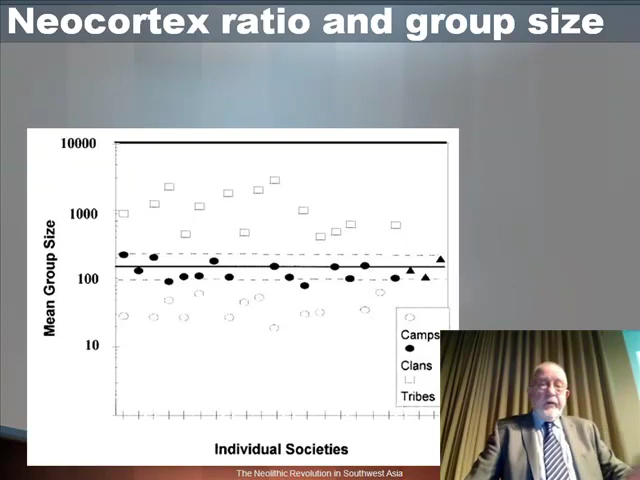 Neocortex ratio and group size
10000
1000
100
10
Mean Group Size
Camps
Clans
Tribes
Individual Societies
The Neolithic Revolution in Southwest Asia